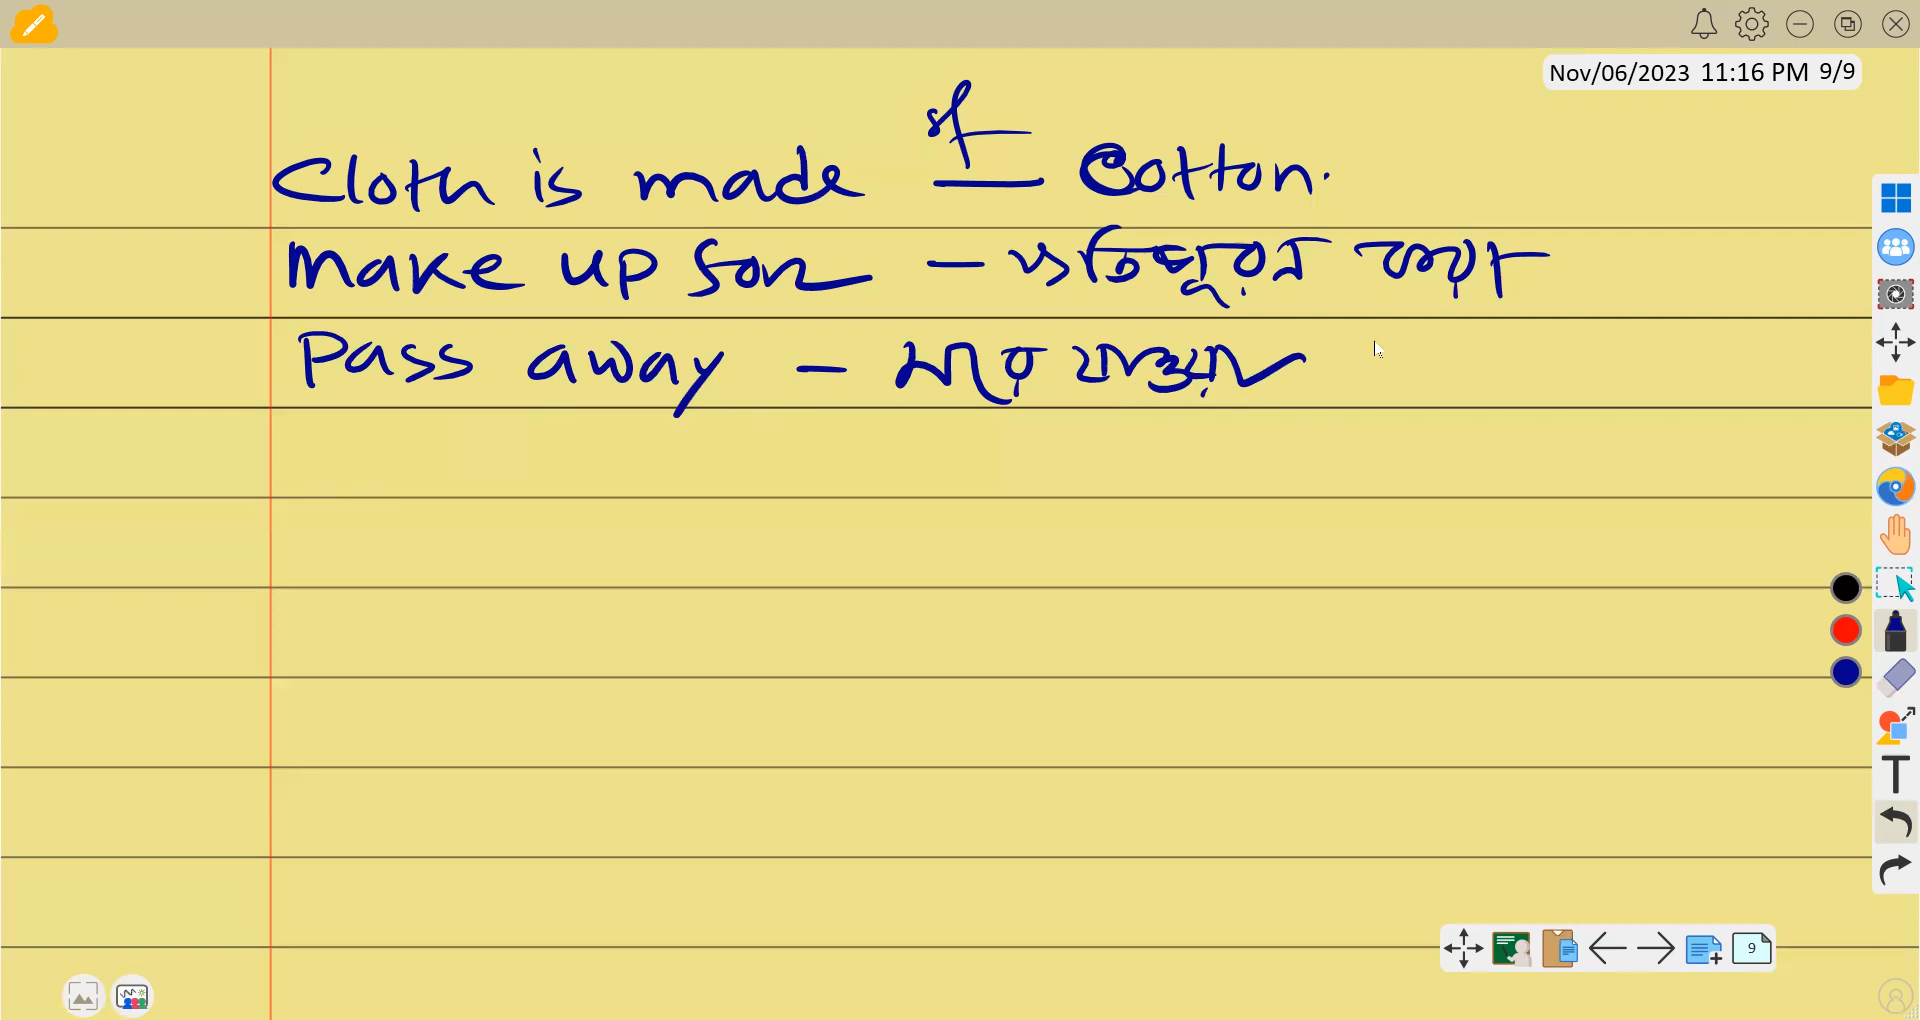 Nov/06/2023 11:16 PM 9/9
Cloth is made of Cotton.
Make up for – ক্ষতিপূরণ করা
Pass away – মারা যাওয়া
T
9